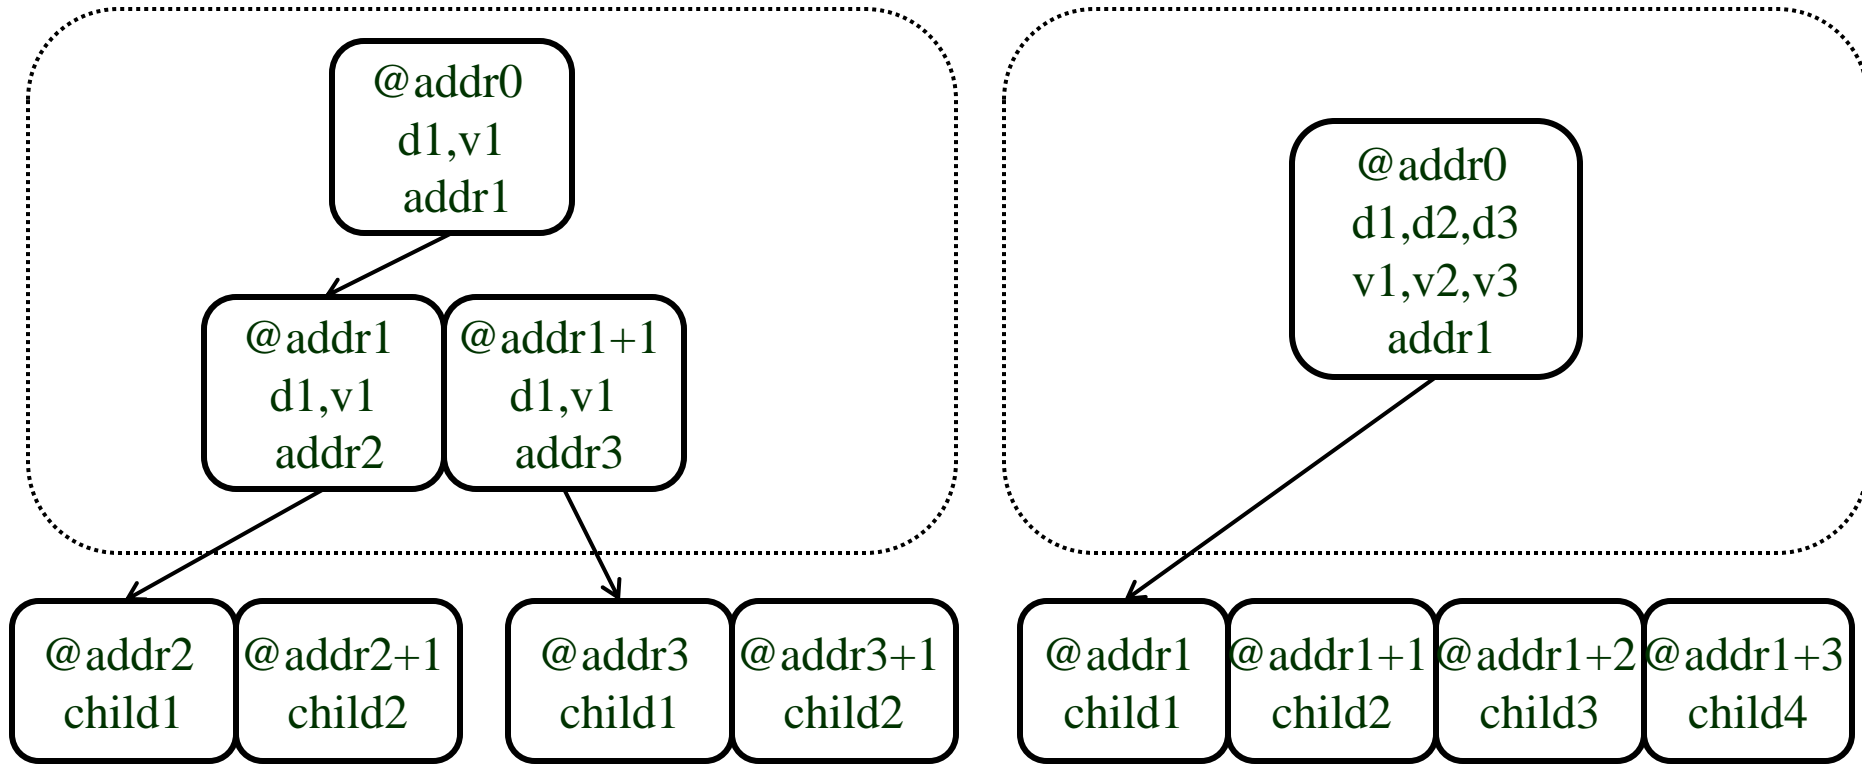 @addr0
d1,v1
addr1
@addr1
d1,v1
addr2
@addr1+1
d1,v1
addr3
@addr2
child1
@addr2+1
child2
@addr3
child1
@addr3+1
child2
@addr0
d1,d2,d3
v1,v2,v3
addr1
@addr1
child1
@addr1+1
child2
@addr1+2
child3
@addr1+3
child4